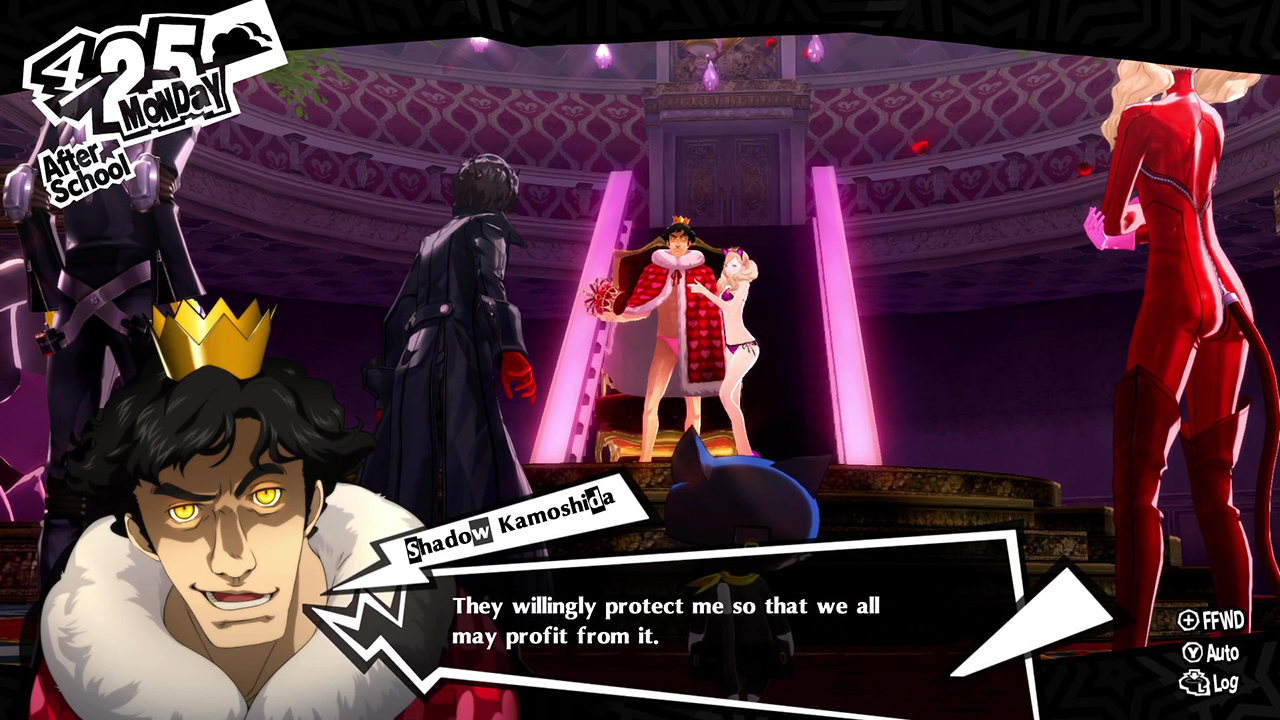 4/25
Monday
After
School
Shadow Kamoshida
They willingly protect me so that we all
may profit from it.
+ FFWD
Y Auto
L Log